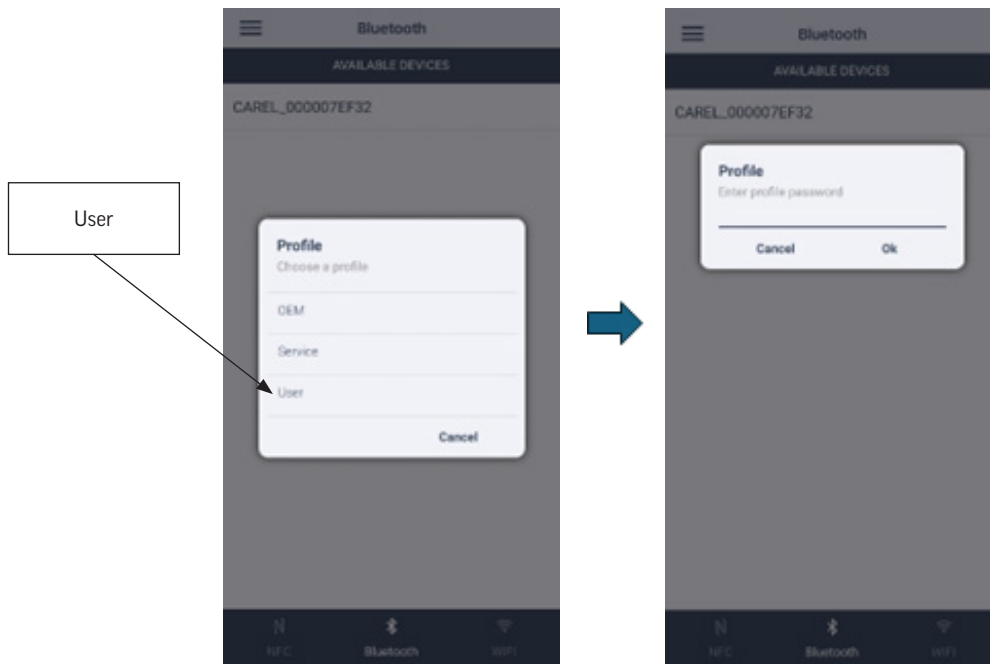 User
Bluetooth
AVAILABLE DEVICES
CAREL_000007EF32
Profile
Choose a profile
OEM
Service
User
Cancel
NFC
Bluetooth
WIFI
Bluetooth
AVAILABLE DEVICES
CAREL_000007EF32
Profile
Enter profile password
Cancel Ok
NFC
Bluetooth
WIFI